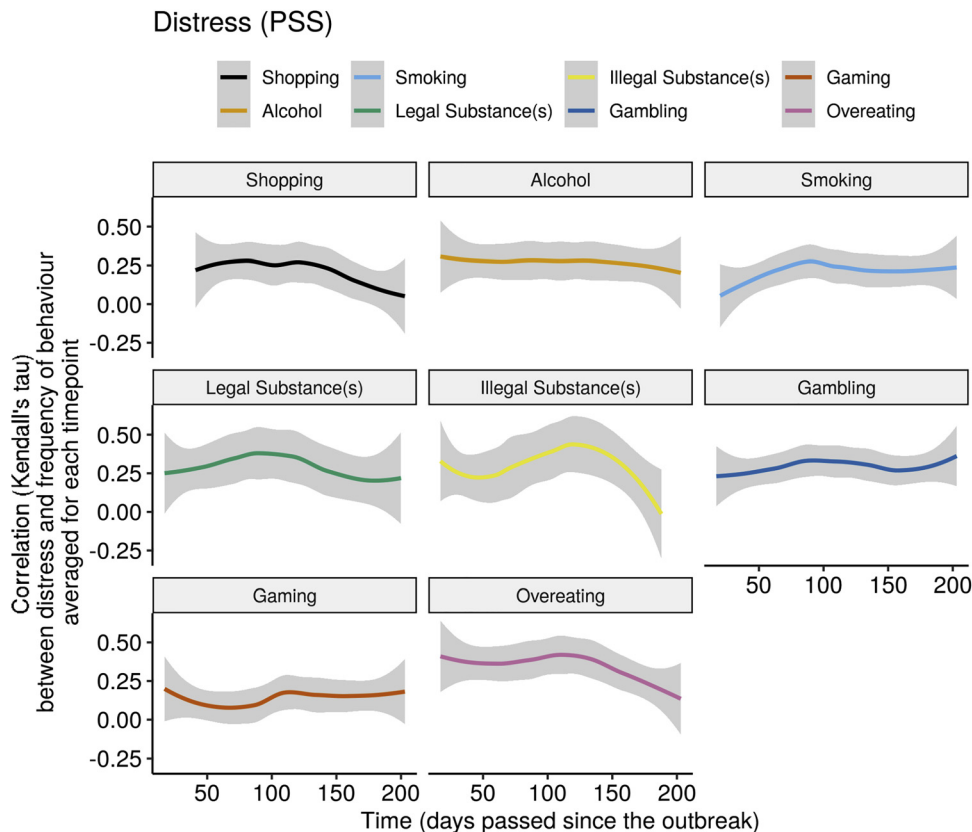 Distress (PSS)
Shopping Smoking Illegal Substance(s) Gaming
Alcohol Legal Substance(s) Gambling Overeating
Correlation (Kendall's tau)
between distress and frequency of behaviour
averaged for each timepoint
Shopping Alcohol Smoking
0.50
0.25
0.00
-0.25
Legal Substance(s) Illegal Substance(s) Gambling
0.50
0.25
0.00
-0.25
50 100 150 200
Gaming Overeating
0.50
0.25
0.00
-0.25
50 100 150 200 50 100 150 200
Time (days passed since the outbreak)